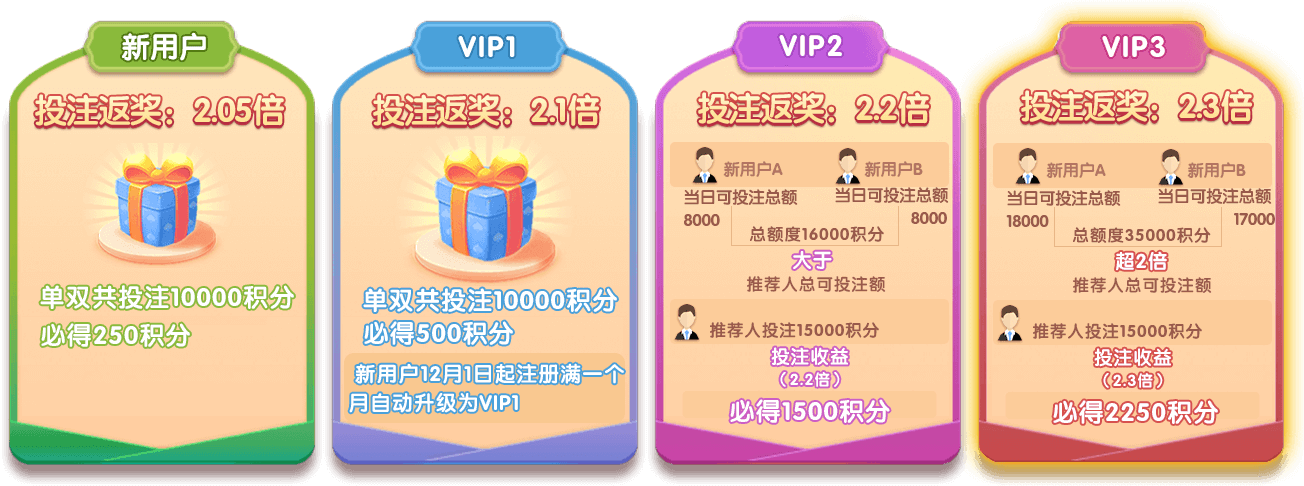 新用户
投注返奖：2.05倍
单双共投注10000积分
必得250积分
VIP1
投注返奖：2.1倍
单双共投注10000积分
必得500积分
新用户12月1日起注册满一个
月自动升级为VIP1
VIP2
投注返奖：2.2倍
新用户A 新用户B
当日可投注总额 当日可投注总额
8000 8000
总额度16000积分
大于
推荐人总可投注额
推荐人投注15000积分
投注收益
（2.2倍）
必得1500积分
VIP3
投注返奖：2.3倍
新用户A 新用户B
当日可投注总额 当日可投注总额
18000 17000
总额度35000积分
超2倍
推荐人总可投注额
推荐人投注15000积分
投注收益
（2.3倍）
必得2250积分